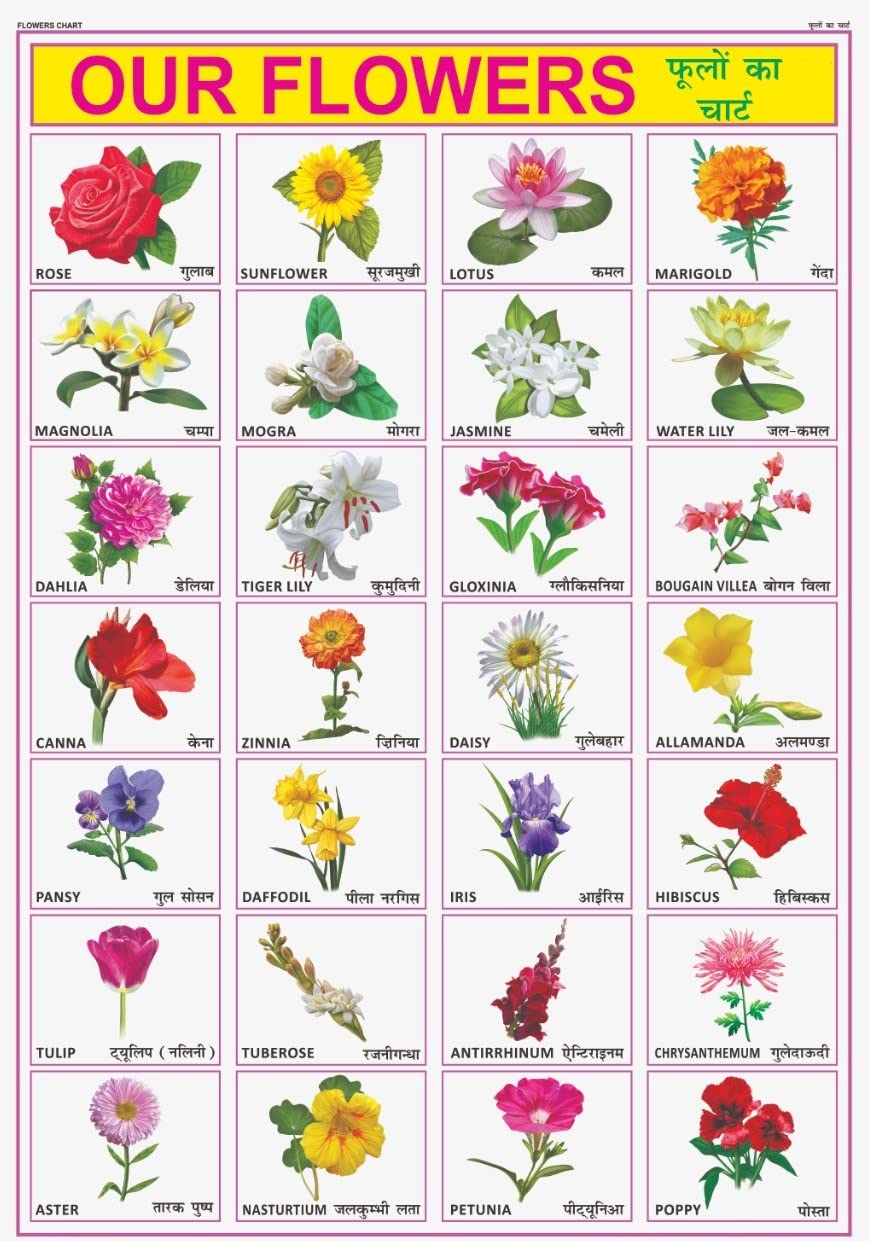 FLOWERS CHART फूलों का चार्ट
OUR FLOWERS फूलों का
चार्ट
ROSE गुलाब
SUNFLOWER सूरजमुखी
LOTUS कमल
MARIGOLD गेंदा
MAGNOLIA चम्पा
MOGRA मोगरा
JASMINE चमेली
WATER LILY जल-कमल
DAHLIA डेलिया
TIGER LILY कुमुदिनी
GLOXINIA ग्लौकिसनिया
BOUGAIN VILLEA बोगन विला
CANNA केना
ZINNIA ज़िनिया
DAISY गुलेबहार
ALLAMANDA अलमण्डा
PANSY गुल सोसन
DAFFODIL पीला नरगिस
IRIS आईरिस
HIBISCUS हिबिस्कस
TULIP ट्यूलिप ( नलिनी )
TUBEROSE रजनीगन्धा
ANTIRRHINUM ऐन्टिराइनम
CHRYSANTHEMUM गुलेदाऊदी
ASTER तारक पुष्प
NASTURTIUM जलकुम्भी लता
PETUNIA पीट्यूनिआ
POPPY पोस्ता